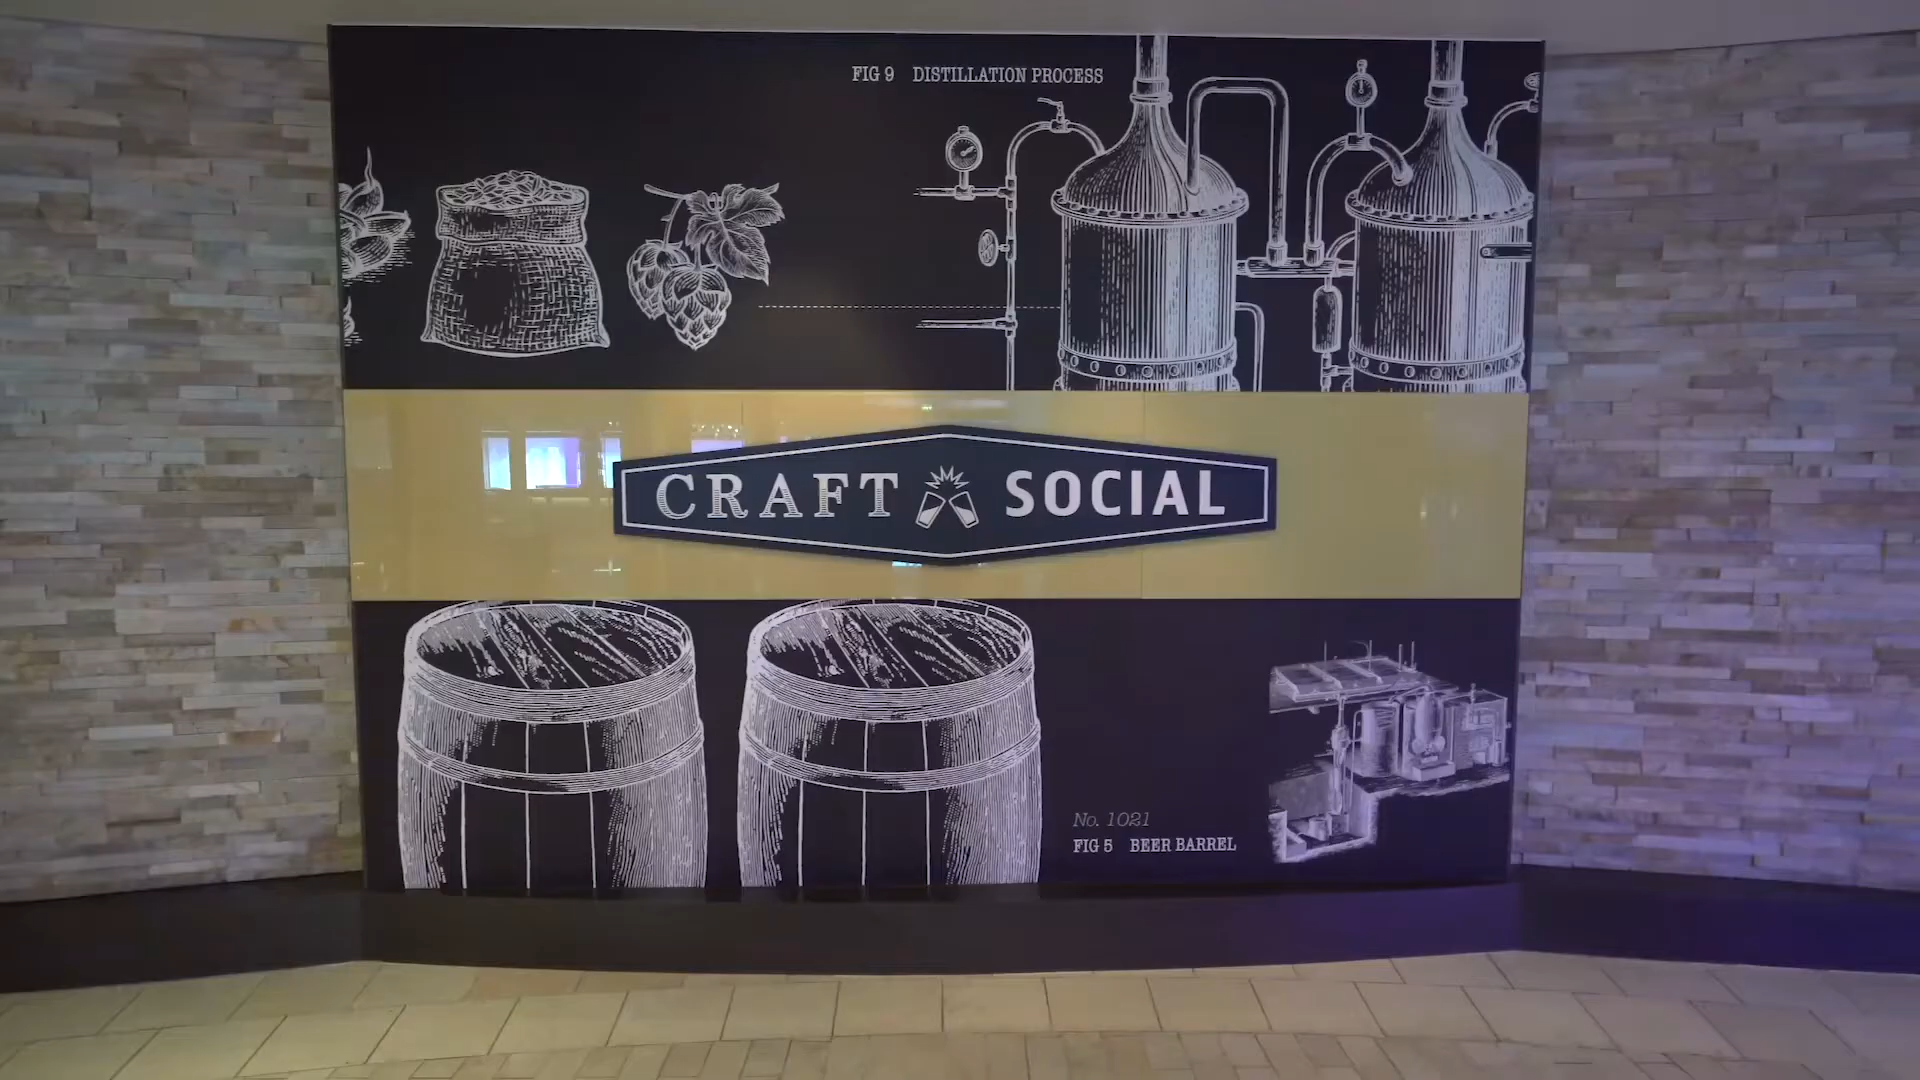 FIG 9 DISTILLATION PROCESS
CRAFT SOCIAL
No. 1021
FIG 5 BEER BARREL